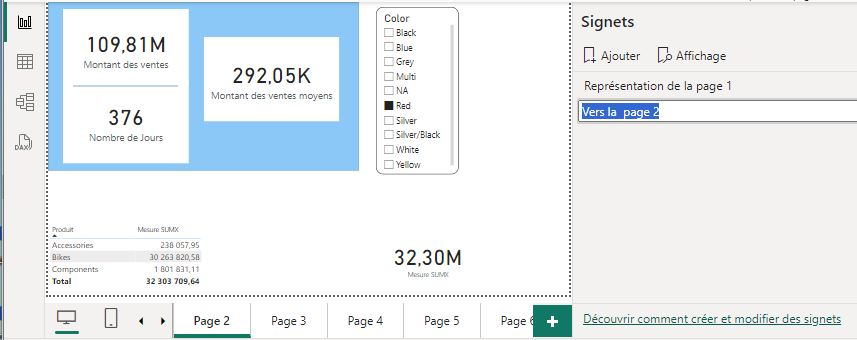 109,81M
Montant des ventes
376
Nombre de Jours
292,05K
Montant des ventes moyens
Color
Black
Blue
Grey
Multi
NA
Red
Silver
Silver/Black
White
Yellow
Produit Mesure SUMX
Accessories 238 057,95
Bikes 30 263 820,58
Components 1 801 831,11
Total 32 303 709,64
32,30M
Mesure SUMX
Page 2 Page 3 Page 4 Page 5 Page +
Signets
Ajouter Affichage
Représentation de la page 1
Vers la  page 2
Découvrir comment créer et modifier des signets
DAX